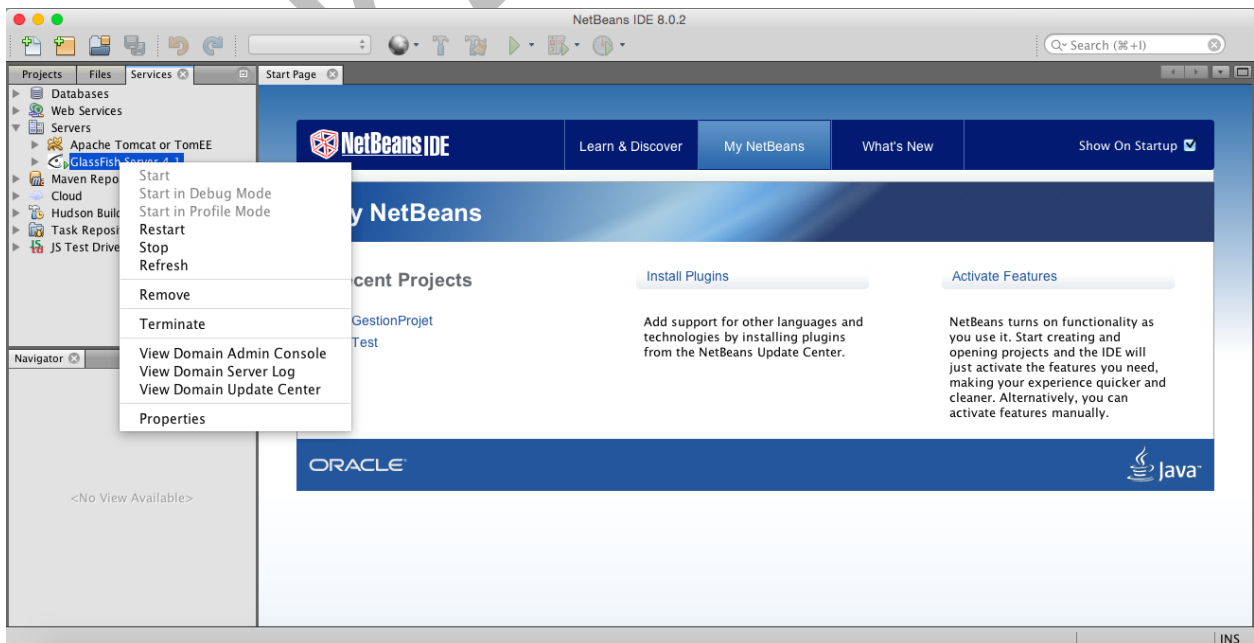 NetBeans IDE 8.0.2
Search (⌘+I)
Projects Files Services
Start Page
Databases
Web Services
Servers
Apache Tomcat or TomEE
GlassFish Server 4.1
Maven Repo
Cloud
Hudson Build
Task Reposi
JS Test Drive
Start
Start in Debug Mode
Start in Profile Mode
Restart
Stop
Refresh
Remove
Terminate
View Domain Admin Console
View Domain Server Log
View Domain Update Center
Properties
Navigator
<No View Available>
NetBeans IDE
Learn & Discover
My NetBeans
What's New
Show On Startup
y NetBeans
cent Projects
GestionProjet
Test
Install Plugins
Add support for other languages and
technologies by installing plugins
from the NetBeans Update Center.
Activate Features
NetBeans turns on functionality as
you use it. Start creating and
opening projects and the IDE will
just activate the features you need,
making your experience quicker and
cleaner. Alternatively, you can
activate features manually.
ORACLE
Java
INS